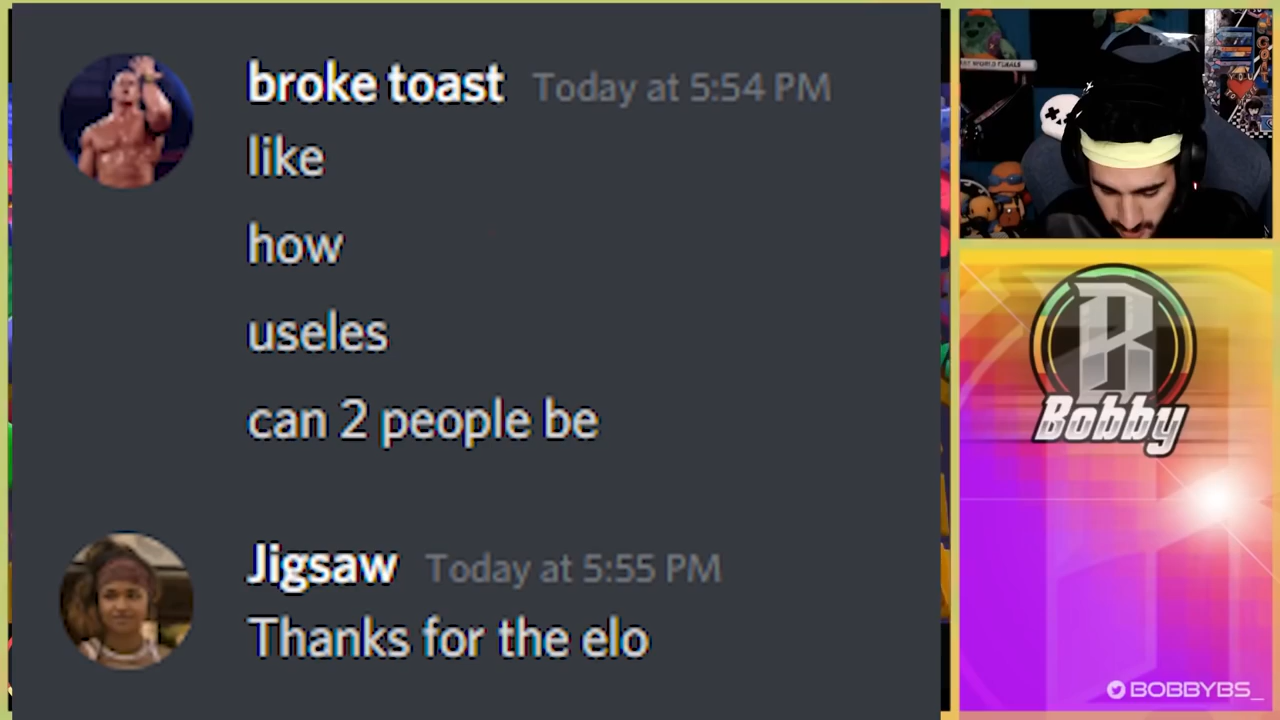 broke toast Today at 5:54 PM
like
how
useles
can 2 people be
Jigsaw Today at 5:55 PM
Thanks for the elo
B
Bobby
BOBBYBS_